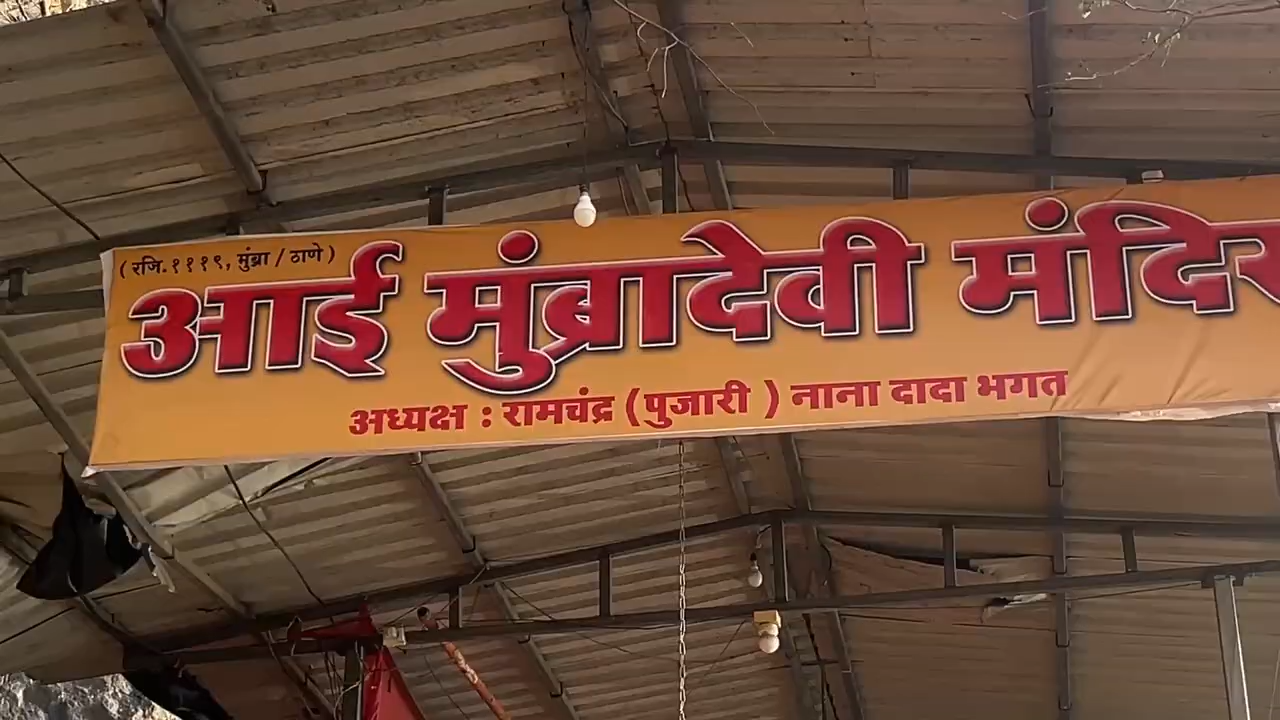 ( रजि.१११९, मुंब्रा / ठाणे )
आई मुंब्रादेवी मंदिर
अध्यक्ष : रामचंद्र (पुजारी ) नाना दादा भगत